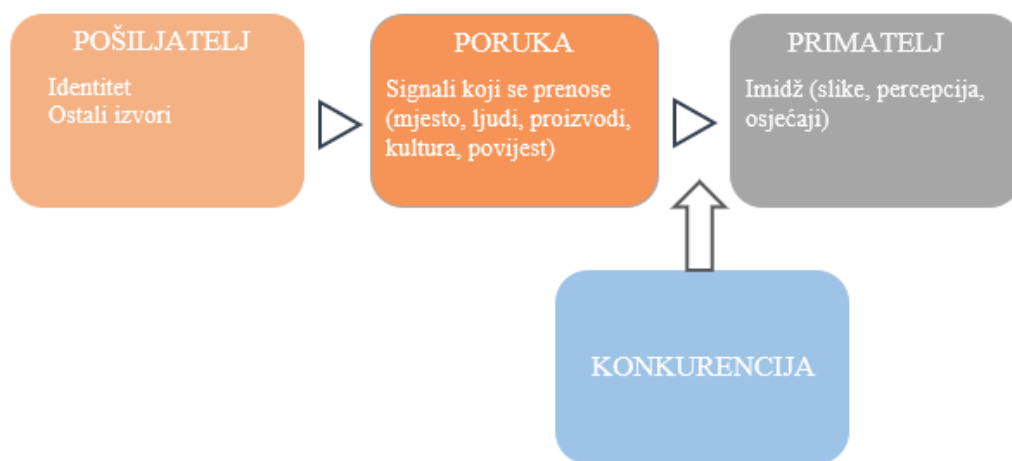 POŠILJATELJ
Identitet
Ostali izvori
PORUKA
Signali koji se prenose
(mjesto, ljudi, proizvodi,
kultura, povijest)
PRIMATELJ
Imidž (slike, percepcija,
osjećaji)
KONKURENCIJA